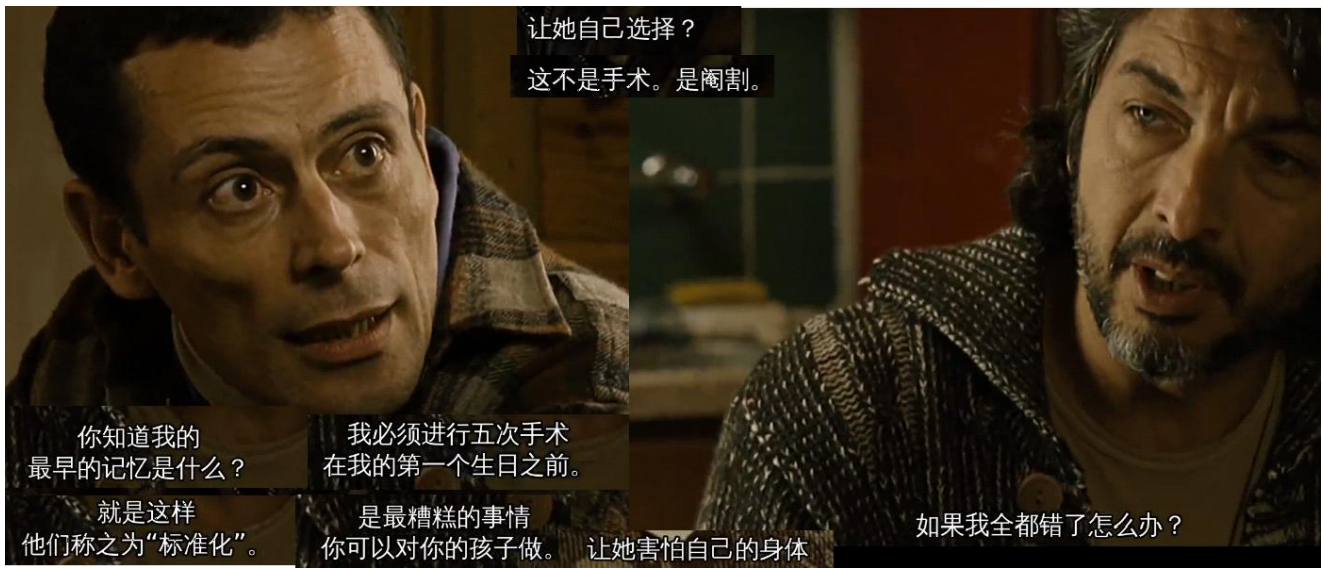 让她自己选择？
这不是手术。是阉割。
你知道我的
最早的记忆是什么？
我必须进行五次手术
在我的第一个生日之前。
就是这样
他们称之为“标准化”。
是最糟糕的事情
你可以对你的孩子做。
让她害怕自己的身体
如果我全都错了怎么办？